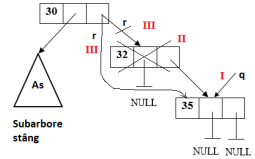 30
r
III
r
III
II
32
I
q
As
NULL
35
Subarbore
stâng
NULL
NULL